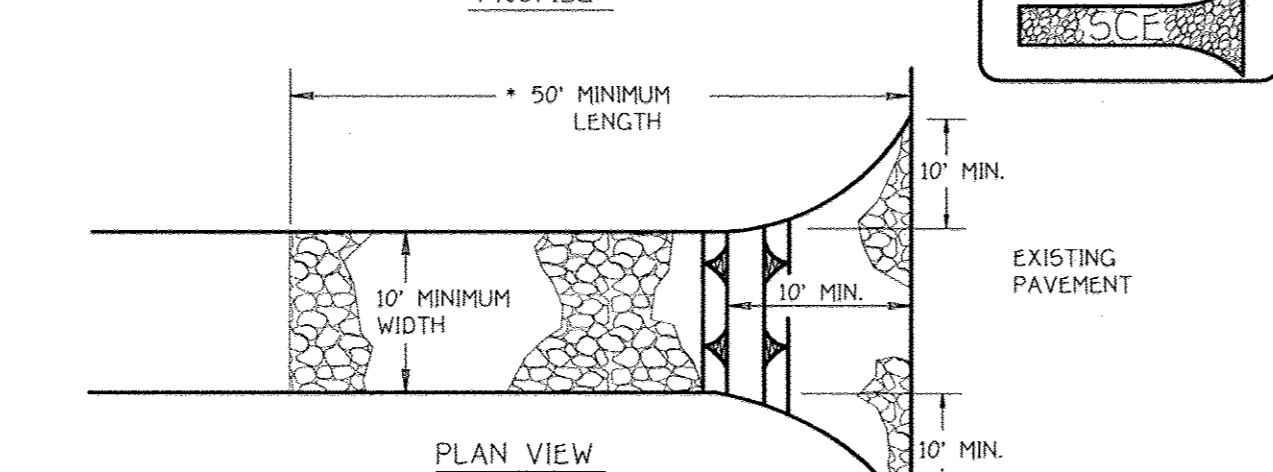 SCE
* 50' MINIMUM
LENGTH
10' MIN.
EXISTING
PAVEMENT
10' MINIMUM
WIDTH
10' MIN.
10' MIN.
PLAN VIEW